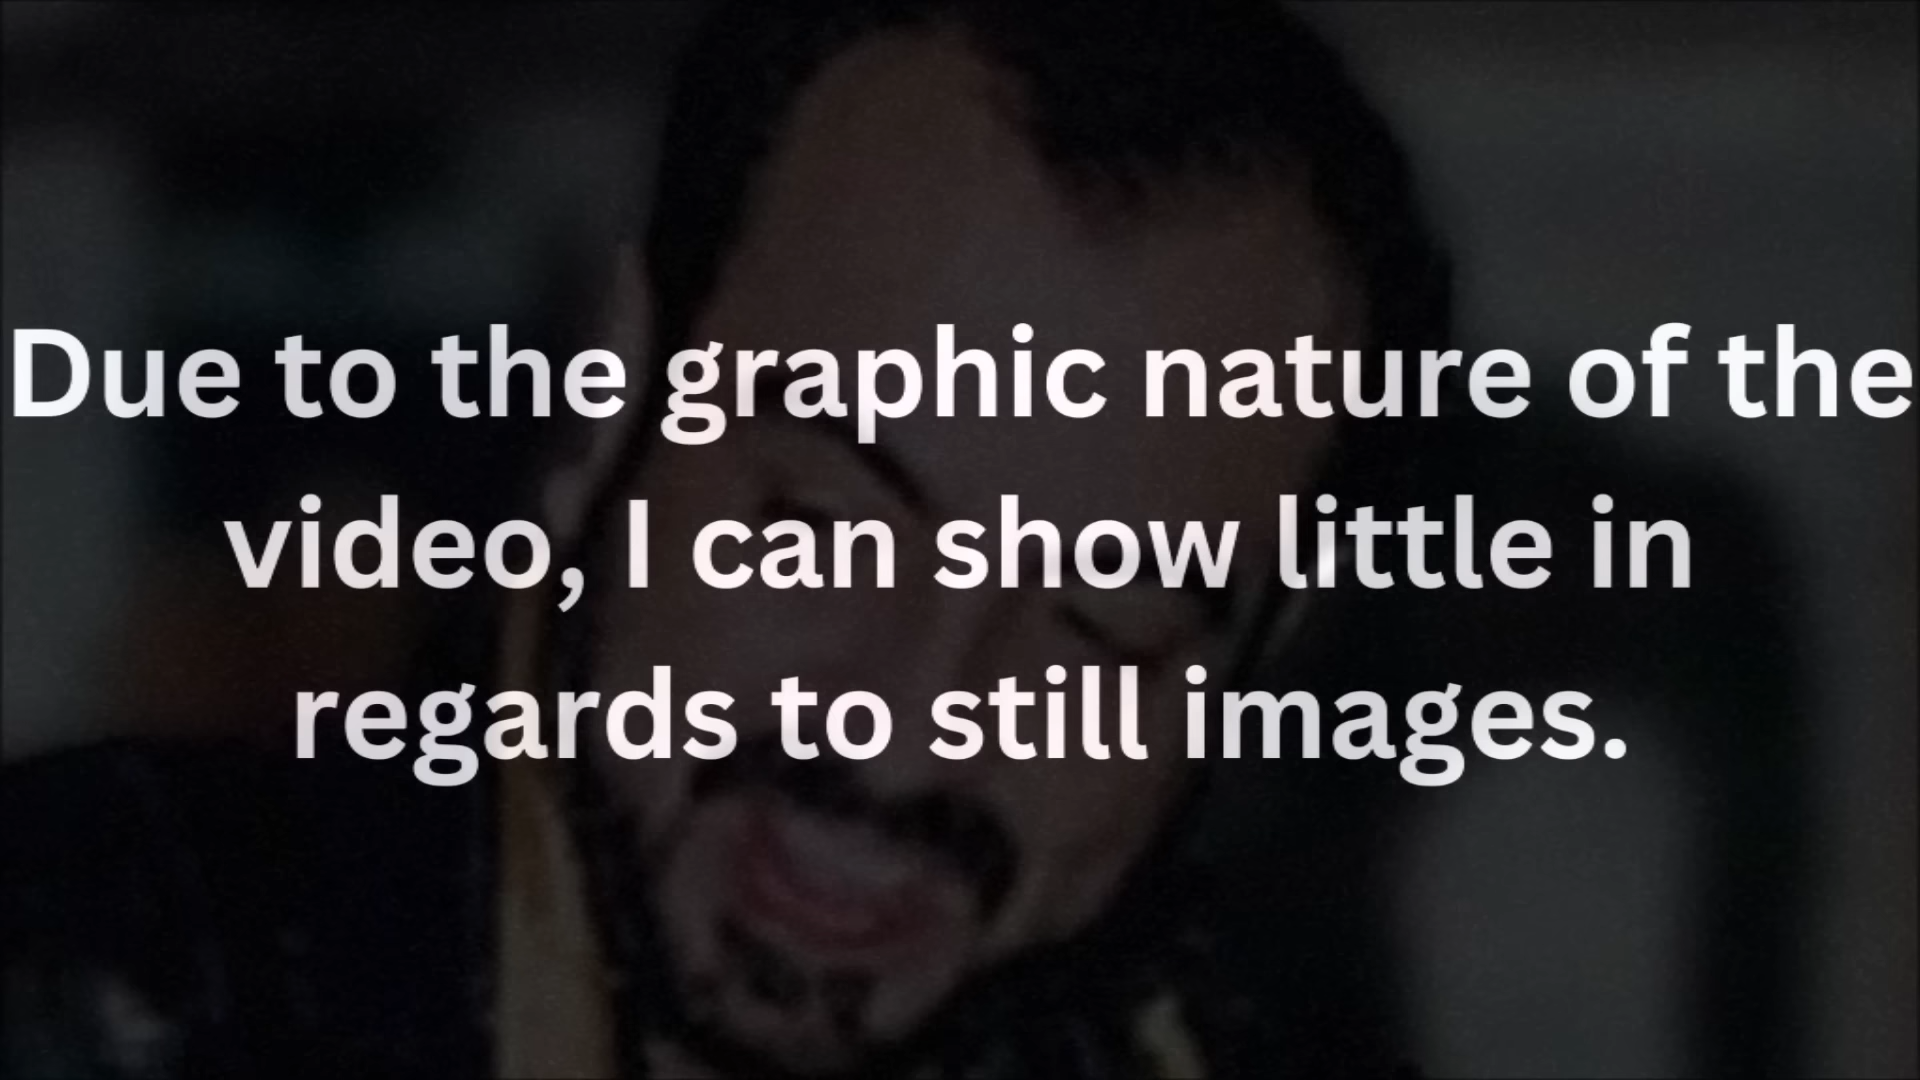 Due to the graphic nature of the
video, I can show little in
regards to still images.